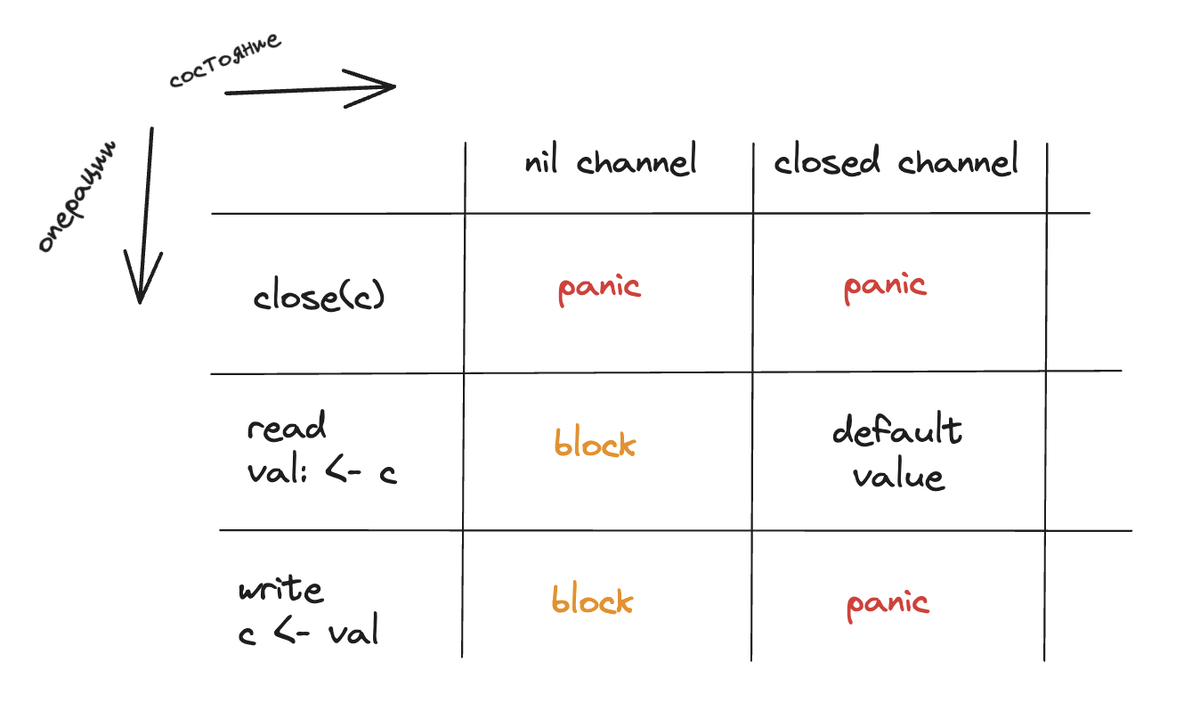 состояние
операции
nil channel
closed channel
close(c)
panic
panic
read
val: <- c
block
default
value
write
c <- val
block
panic